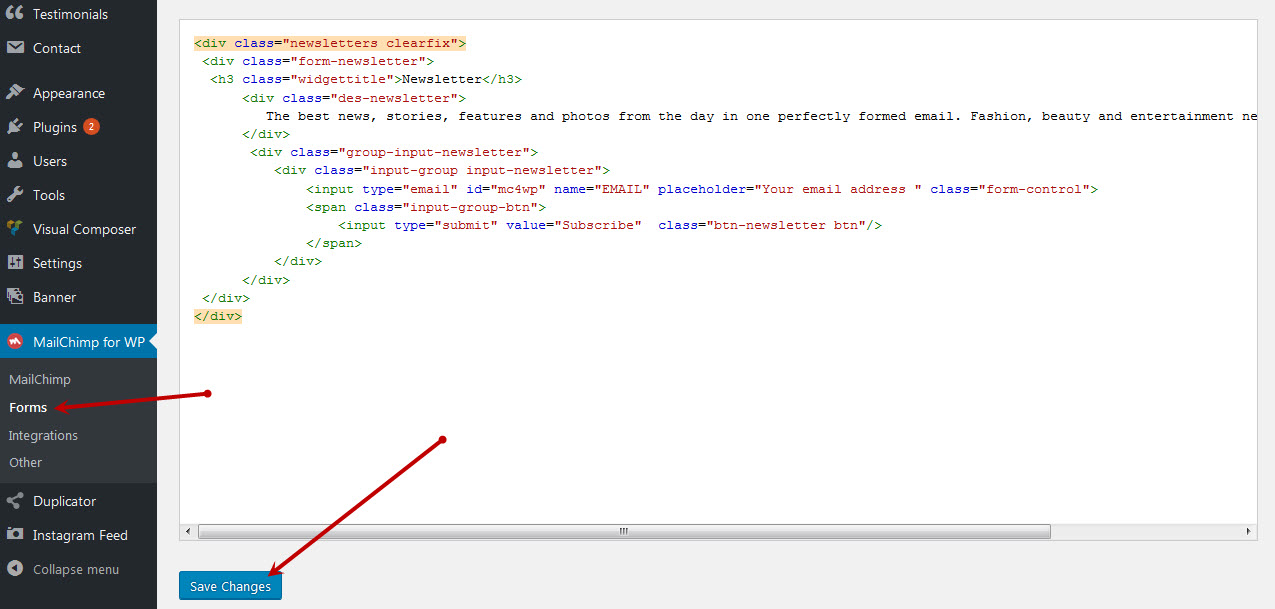 Testimonials
Contact
Appearance
Plugins 2
Users
Tools
Visual Composer
Settings
Banner
MailChimp for WP
MailChimp
Forms
Integrations
Other
Duplicator
Instagram Feed
Collapse menu
<div class="newsletters clearfix">
<div class="form-newsletter">
<h3 class="widgettitle">Newsletter</h3>
<div class="des-newsletter">
The best news, stories, features and photos from the day in one perfectly formed email. Fashion, beauty and entertainment ne
</div>
<div class="group-input-newsletter">
<div class="input-group input-newsletter">
<input type="email" id="mc4wp" name="EMAIL" placeholder="Your email address " class="form-control">
<span class="input-group-btn">
<input type="submit" value="Subscribe"  class="btn-newsletter btn"/>
</span>
</div>
</div>
</div>
</div>
Save Changes